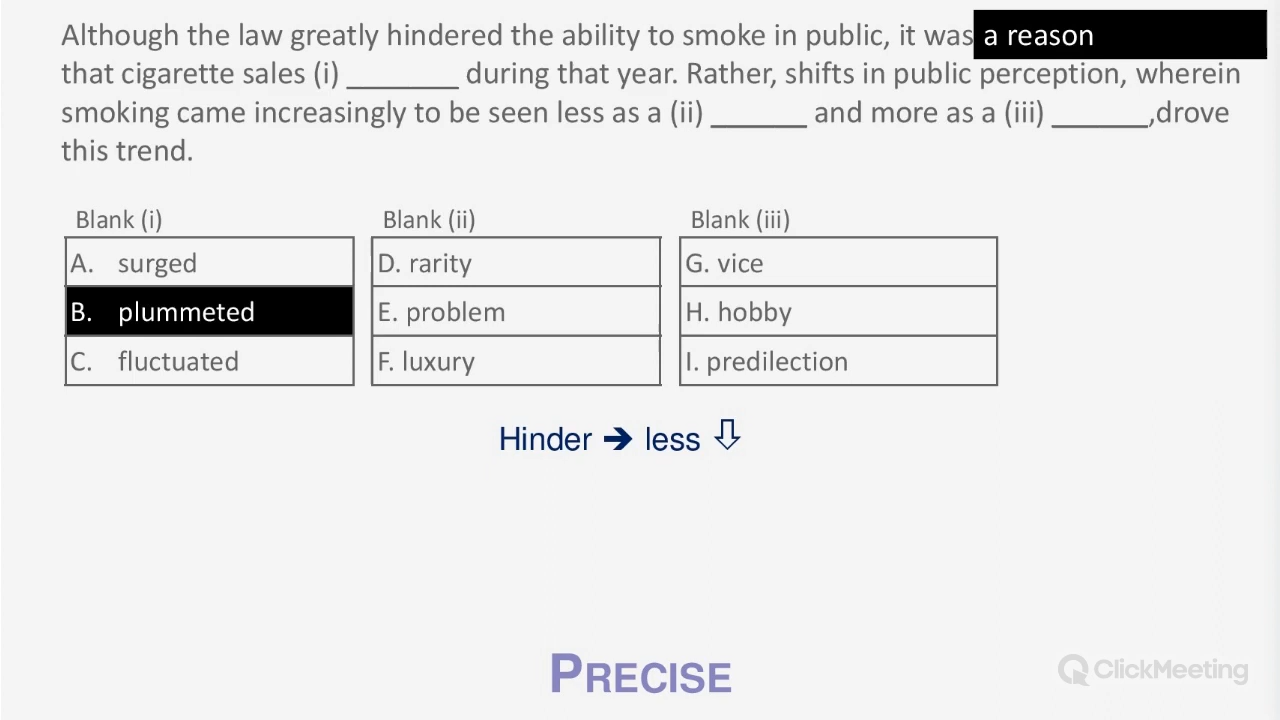 Although the law greatly hindered the ability to smoke in public, it was a reason
that cigarette sales (i) ________ during that year. Rather, shifts in public perception, wherein
smoking came increasingly to be seen less as a (ii) _______ and more as a (iii) _______,drove
this trend.
Blank (i) Blank (ii) Blank (iii)
A. surged D. rarity G. vice
B. plummeted E. problem H. hobby
C. fluctuated F. luxury I. predilection
Hinder ➔ less ⇩
PRECISE
ClickMeeting